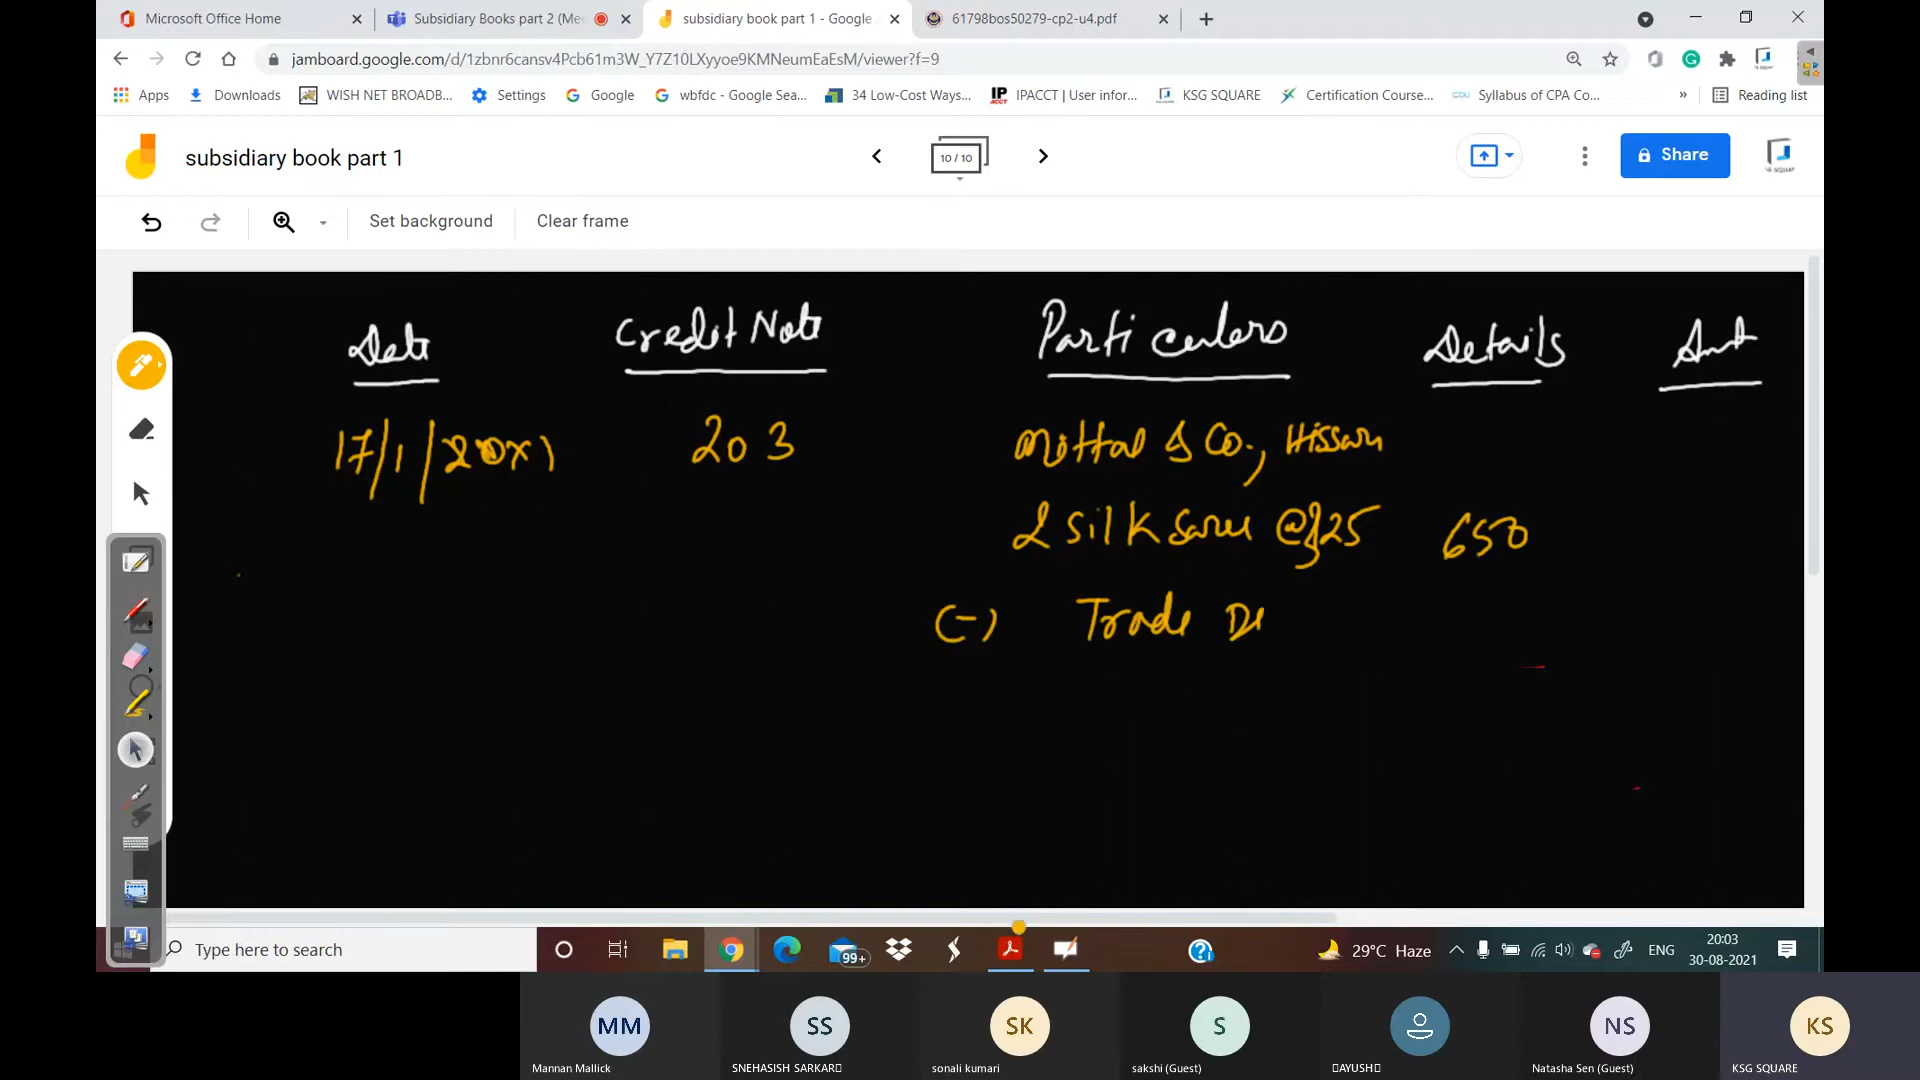 Microsoft Office Home
Subsidiary Books part 2 (Mee
subsidiary book part 1 - Google
61798bos50279-cp2-u4.pdf
jamboard.google.com/d/1zbnr6cansv4Pcb61m3W_Y7Z10LXyyoe9KMNeumEaEsM/viewer?f=9
Apps
Downloads
WISH NET BROADB...
Settings
Google
wbfdc - Google Sea...
34 Low-Cost Ways...
IPACCT | User infor...
KSG SQUARE
Certification Course...
Syllabus of CPA Co...
»
Reading list
subsidiary book part 1
10 / 10
Share
Set background
Clear frame
Date Credit Note Particulars Details Amt
17/1/20x1 203 Mittal & Co., Hissar
2 Silk Saree @325 650
(-) Trade
Type here to search
99+
29°C Haze
ENG
20:03
30-08-2021
MM
SS
SK
S
NS
KS
Mannan Mallick
SNEHASISH SARKAR
sonali kumari
sakshi (Guest)
AYUSH
Natasha Sen (Guest)
KSG SQUARE